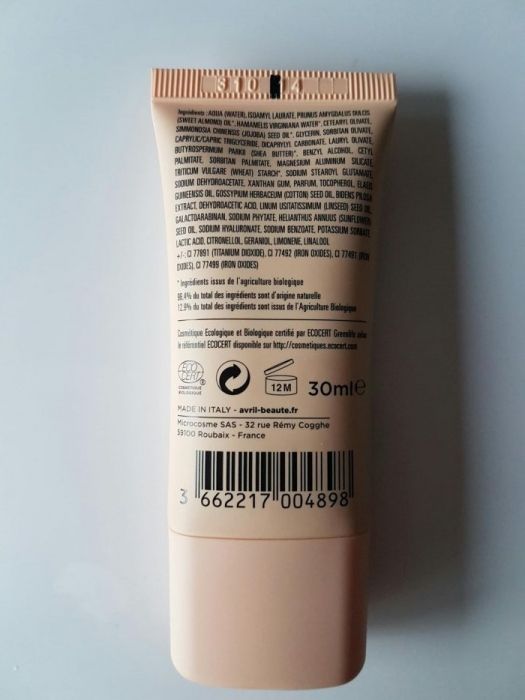 S10 14
Ingredients : AQUA (WATER), ISOAMYL LAURATE, PRUNUS AMYGDALUS DULCIS
(SWEET ALMOND) OIL*, HAMAMELIS VIRGINIANA WATER*, CETEARYL OLIVATE,
SIMMONDSIA CHINENSIS (JOJOBA) SEED OIL*, GLYCERIN, SORBITAN OLIVATE,
CAPRYLIC/CAPRIC TRIGLYCERIDE, DICAPRYLYL CARBONATE, LAURYL OLIVATE,
BUTYROSPERMUM PARKII (SHEA BUTTER)*, BENZYL ALCOHOL, CETYL
PALMITATE, SORBITAN PALMITATE, MAGNESIUM ALUMINUM SILICATE,
TRITICUM VULGARE (WHEAT) STARCH*, SODIUM STEAROYL GLUTAMATE,
SODIUM DEHYDROACETATE, XANTHAN GUM, PARFUM, TOCOPHEROL, ELAEIS
GUINEENSIS OIL, GOSSYPIUM HERBACEUM (COTTON) SEED OIL, BIDENS PILOSA
EXTRACT, DEHYDROACETIC ACID, LINUM USITATISSIMUM (LINSEED) SEED OIL,
GALACTOARABINAN, SODIUM PHYTATE, HELIANTHUS ANNUUS (SUNFLOWER)
SEED OIL, SODIUM HYALURONATE, SODIUM BENZOATE, POTASSIUM SORBATE,
LACTIC ACID, CITRONELLOL, GERANIOL, LIMONENE, LINALOOL
+/-: CI 77891 (TITANIUM DIOXIDE), CI 77492 (IRON OXIDES), CI 77491 (IRON
OXIDES), CI 77499 (IRON OXIDES)
* Ingrédients issus de l'agriculture biologique
98,4% du total des ingrédients sont d'origine naturelle
12,9% du total des ingrédients sont issus de l'Agriculture Biologique
Cosmétique Ecologique et Biologique certifié par ECOCERT Greenlife selon
le référentiel ECOCERT disponible sur http://cosmetiques.ecocert.com
ECO
CERT
®
COSMETIQUE
BIOLOGIQUE
12 M
30ml e
MADE IN ITALY - avril-beaute.fr
Microcosme SAS - 32 rue Rémy Cogghe
59100 Roubaix - France
3 662217 004898